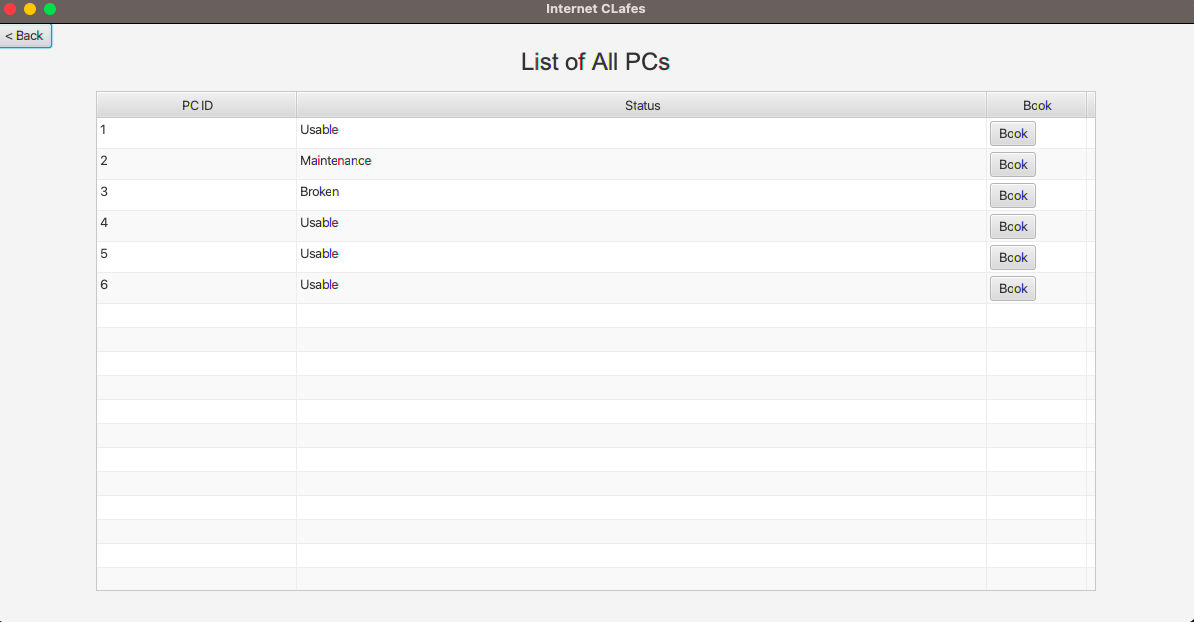 Internet CLafes
< Back
List of All PCs
PC ID Status Book
1 Usable Book
2 Maintenance Book
3 Broken Book
4 Usable Book
5 Usable Book
6 Usable Book